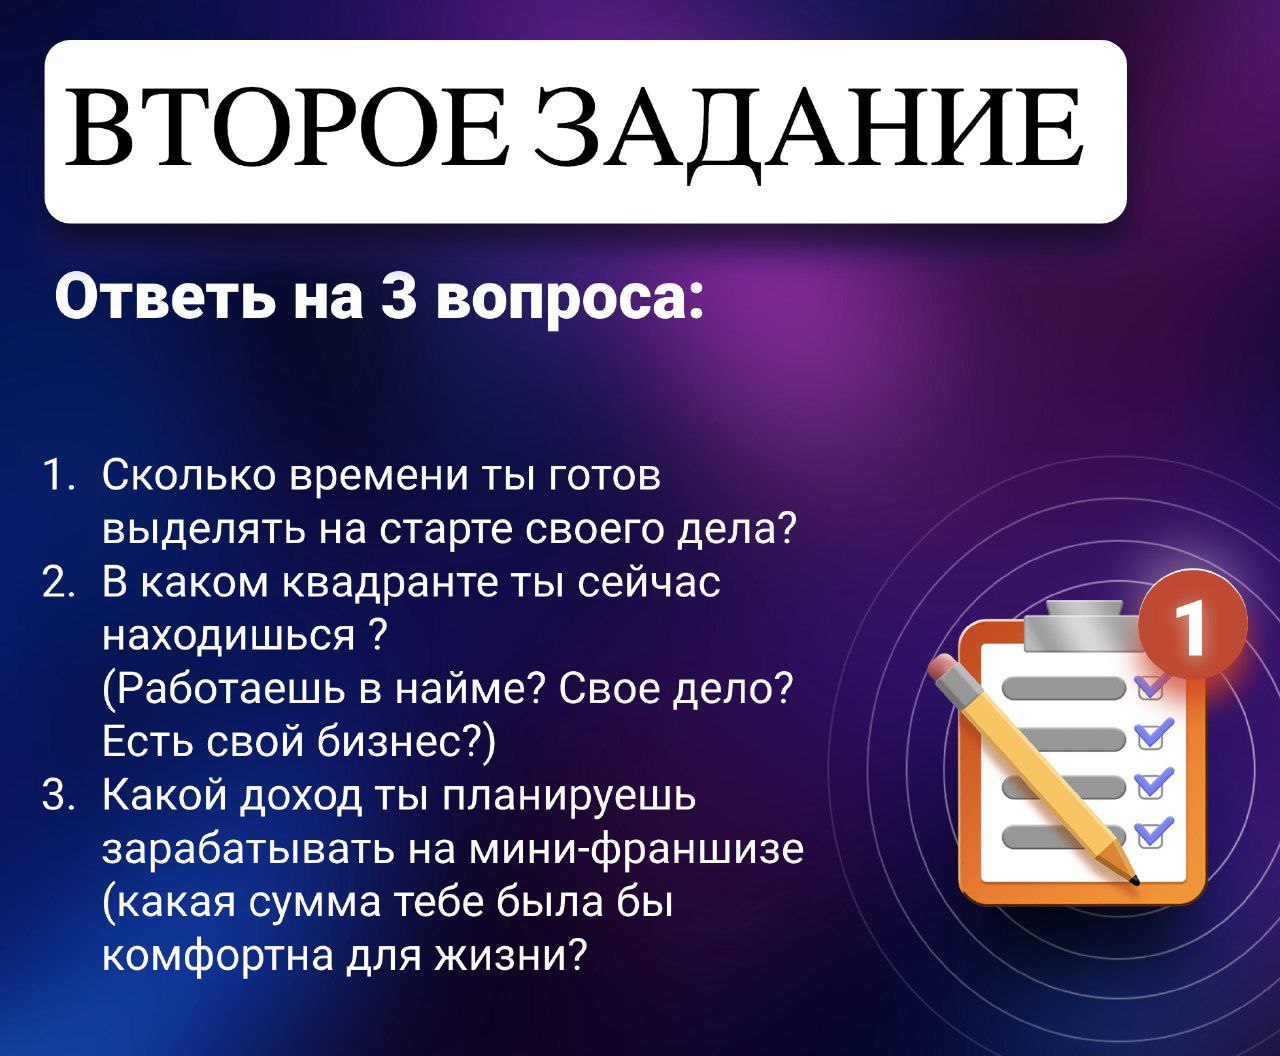 ВТОРОЕ ЗАДАНИЕ
Ответь на 3 вопроса:
1. Сколько времени ты готов
выделять на старте своего дела?
2. В каком квадранте ты сейчас
находишься ?
(Работаешь в найме? Свое дело?
Есть свой бизнес?)
3. Какой доход ты планируешь
зарабатывать на мини-франшизе
(какая сумма тебе была бы
комфортна для жизни?
1